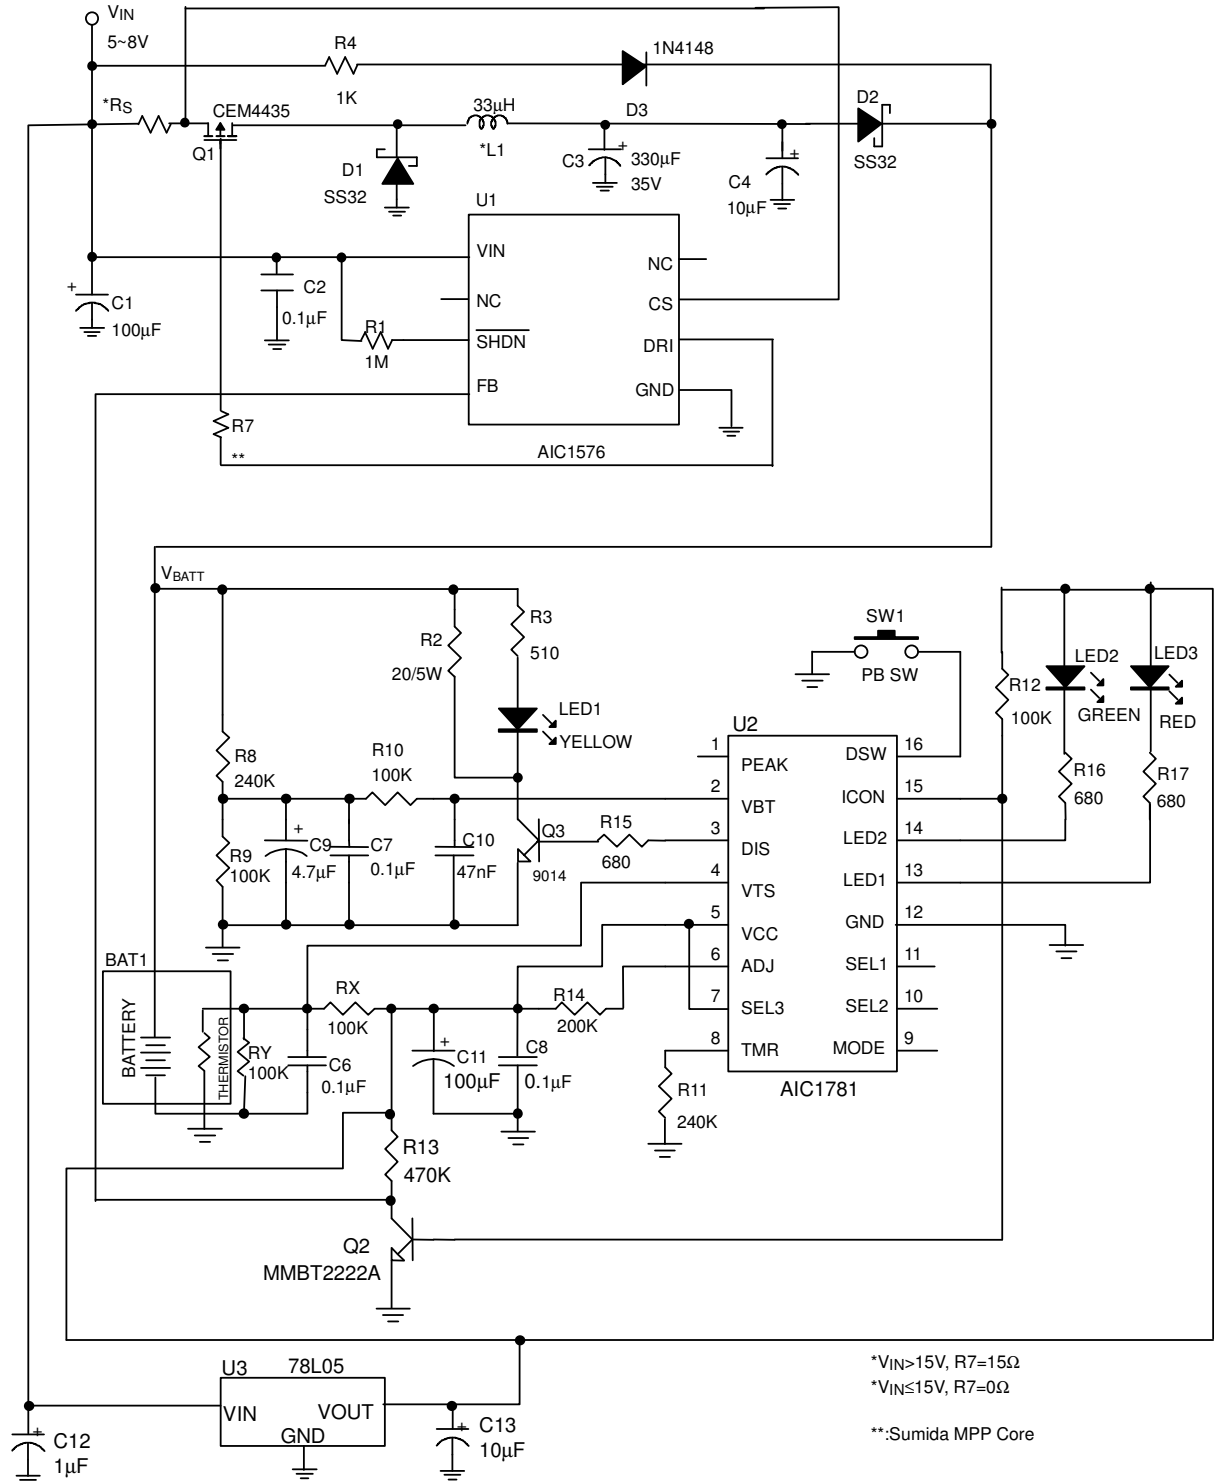 VIN
5~8V
R4
1K
1N4148
*RS
CEM4435
Q1
33µH
*L1
D3
D2
SS32
D1
SS32
C3
330µF
35V
C4
10µF
U1
VIN
NC
SHDN
FB
NC
CS
DRI
GND
AIC1576
C1
100µF
C2
0.1µF
R1
1M
R7
**
VBATT
R2
20/5W
R3
510
LED1
YELLOW
SW1
PB SW
R12
100K
LED2
GREEN
LED3
RED
R16
680
R17
680
R8
240K
R10
100K
R9
100K
C9
4.7µF
C7
0.1µF
C10
47nF
Q3
9014
R15
680
U2
1
PEAK
2
VBT
3
DIS
4
VTS
5
VCC
6
ADJ
7
SEL3
8
TMR
16
DSW
15
ICON
14
LED2
13
LED1
12
GND
11
SEL1
10
SEL2
9
MODE
AIC1781
BAT1
BATTERY
THERMISTOR
RY
100K
RX
100K
C6
0.1µF
C11
100µF
C8
0.1µF
R14
200K
R11
240K
R13
470K
Q2
MMBT2222A
U3
78L05
VIN
VOUT
GND
C12
1µF
C13
10µF
*VIN>15V, R7=15Ω
*VIN≤15V, R7=0Ω
**:Sumida MPP Core